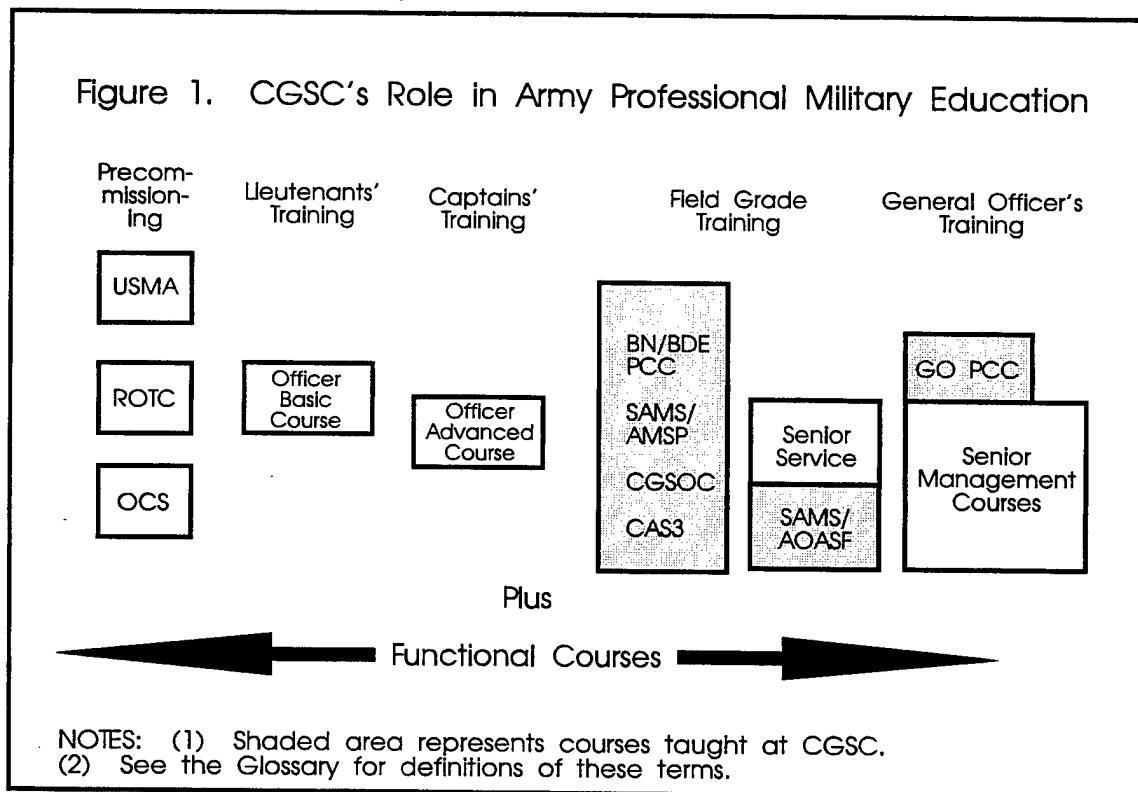 Figure 1. CGSC's Role in Army Professional Military Education
Precom-
mission-
ing
Lieutenants'
Training
Captains'
Training
Field Grade
Training
General Officer's
Training
USMA
ROTC
OCS
Officer
Basic
Course
Officer
Advanced
Course
BN/BDE
PCC
SAMS/
AMSP
CGSOC
CAS3
Senior
Service
SAMS/
AOASF
GO PCC
Senior
Management
Courses
Plus
Functional Courses
NOTES: (1) Shaded area represents courses taught at CGSC.
(2) See the Glossary for definitions of these terms.